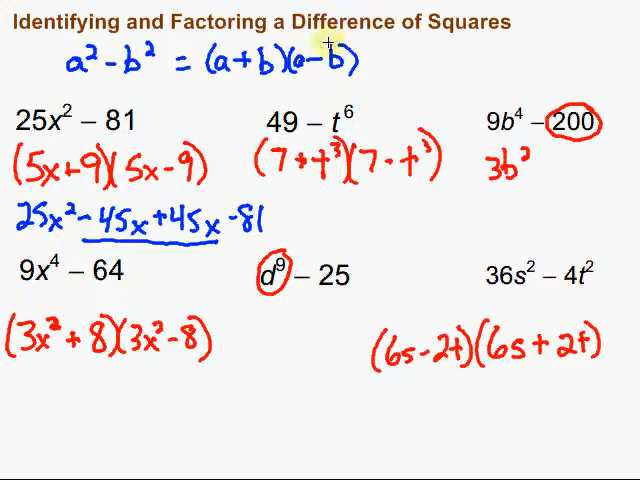 Identifying and Factoring a Difference of Squares
a² - b² = (a + b)(a - b)
25x² – 81 49 – t⁶ 9b⁴ – 200
(5x + 9)(5x - 9) (7 + t³)(7 - t³) 3b²
25x² - 45x + 45x - 81
9x⁴ – 64 d⁹ – 25 36s² – 4t²
(3x² + 8)(3x² - 8) (6s - 2t)(6s + 2t)